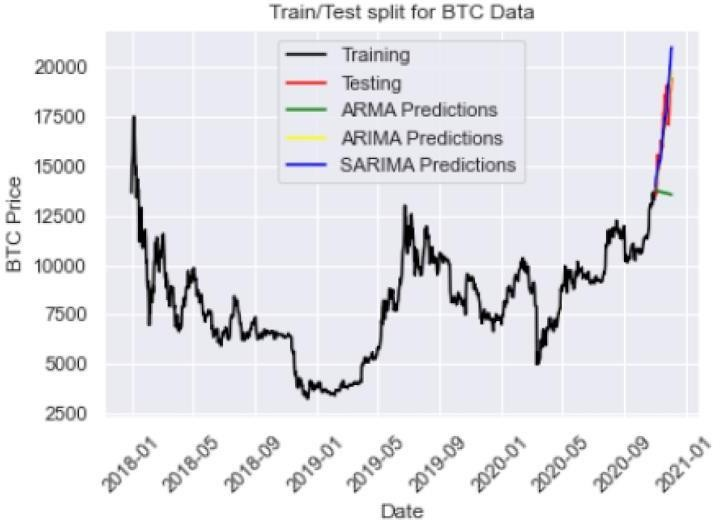 Train/Test split for BTC Data
Training
Testing
ARMA Predictions
ARIMA Predictions
SARIMA Predictions
BTC Price
20000
17500
15000
12500
10000
7500
5000
2500
2018-01
2018-05
2018-09
2019-01
2019-05
2019-09
2020-01
2020-05
2020-09
2021-01
Date